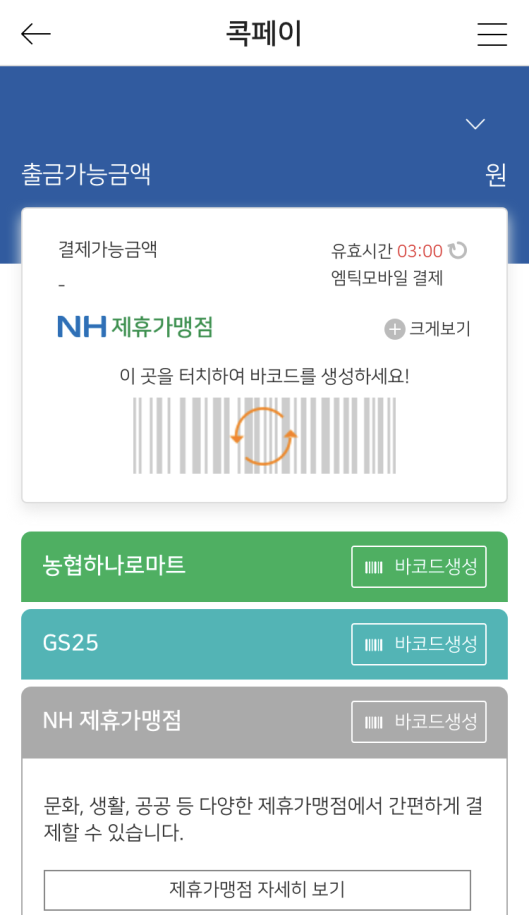 콕페이
출금가능금액 원
결제가능금액
유효시간 03:00
-
엠틱모바일 결제
NH 제휴가맹점
크게보기
이 곳을 터치하여 바코드를 생성하세요!
농협하나로마트 바코드생성
GS25 바코드생성
NH 제휴가맹점 바코드생성
문화, 생활, 공공 등 다양한 제휴가맹점에서 간편하게 결
제할 수 있습니다.
제휴가맹점 자세히 보기